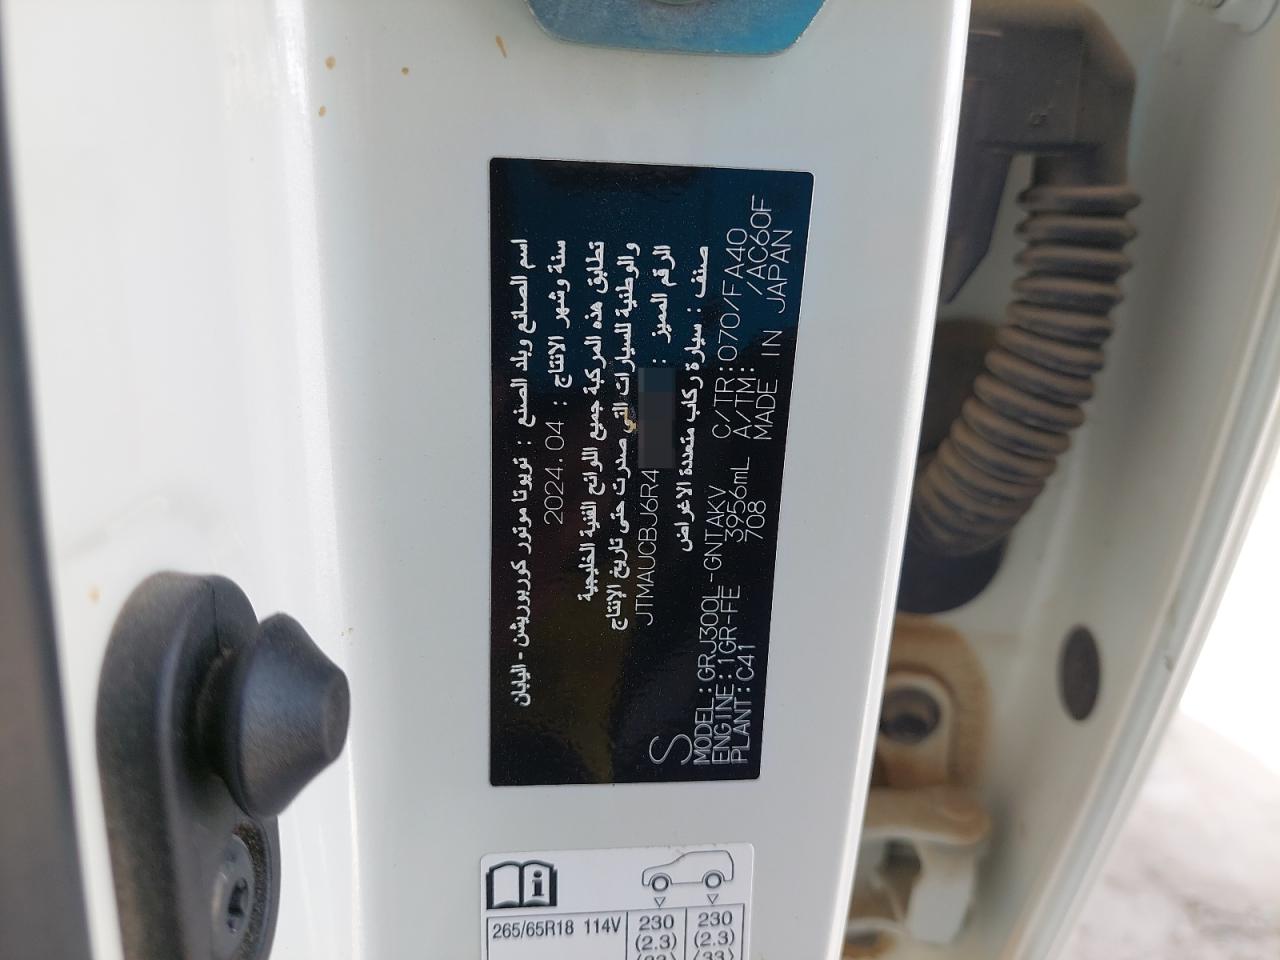 اسم الصانع وبلد الصنع : تويوتا موتور كوربوريشن - اليابان
سنة وشهر الانتاج : 2024.04
تطابق هذه المركبة جميع اللوائح الفنية الخليجية
والوطنية للسيارات التي صدرت حتى تاريخ الإنتاج
الرقم المميز : JTMAUCBJ6R4
صنف : سيارة ركاب متعددة الاغراض
S
MODEL:GRJ300L-GNTAKV C/TR:070/FA40
ENGINE:1GR-FE 3956mL A/TM: /AC60F
PLANT:C41 708 MADE IN JAPAN
265/65R18 114V 230 230
(2.3) (2.3)
(33)